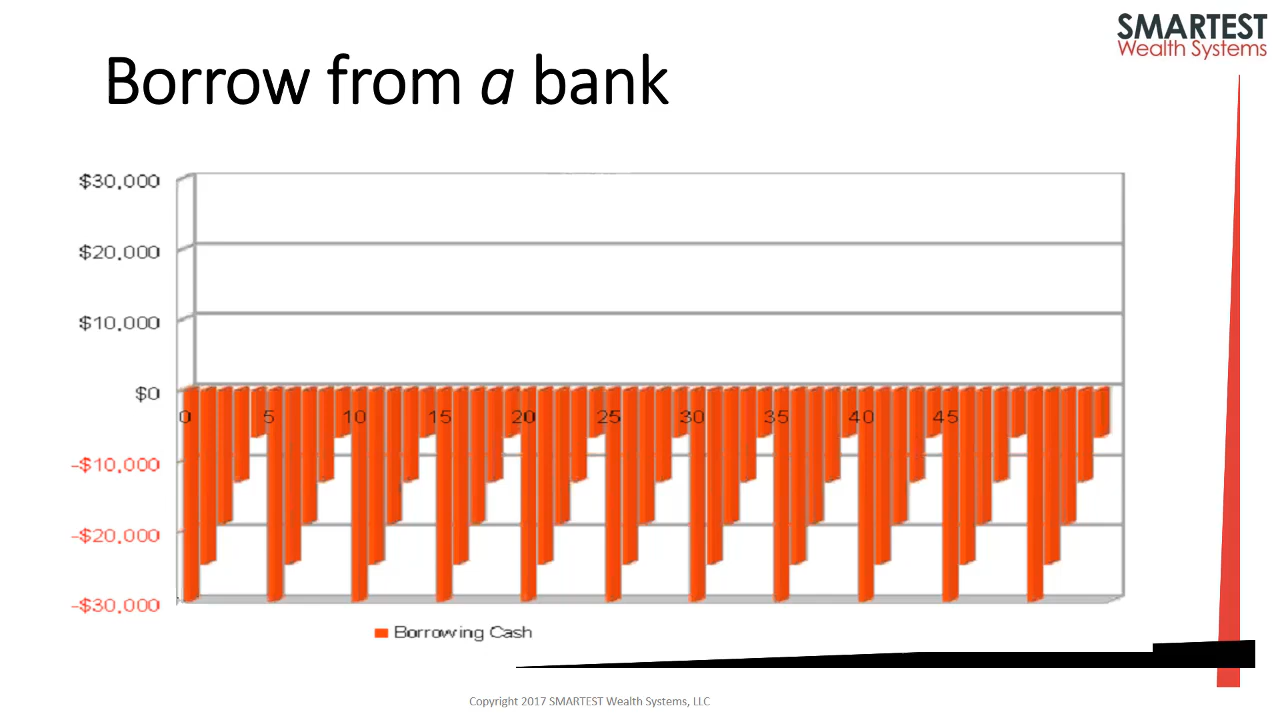 SMARTEST
Wealth Systems
Borrow from a bank
$30,000
$20,000
$10,000
$0
-$10,000
-$20,000
-$30,000
0 5 10 15 20 25 30 35 40 45
Borrowing Cash
Copyright 2017 SMARTEST Wealth Systems, LLC